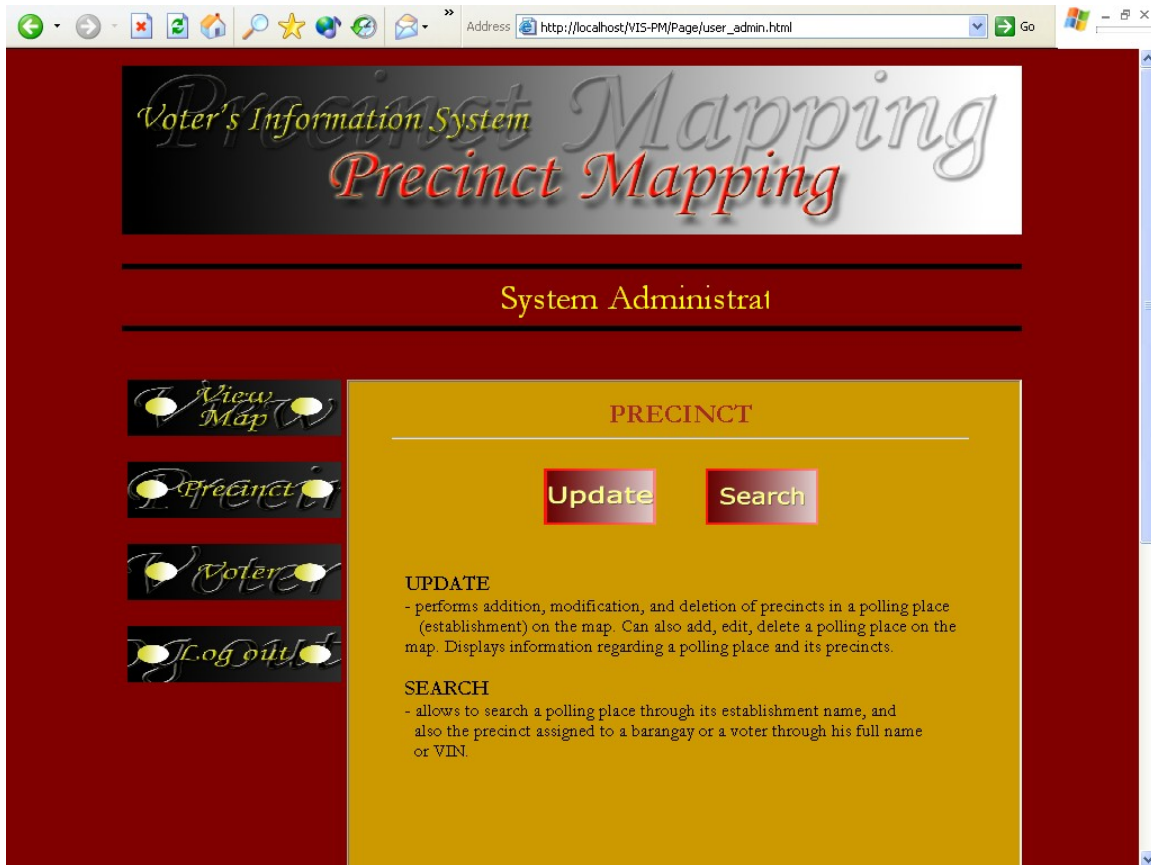 »
Address http://localhost/VIS-PM/Page/user_admin.html Go
Precinct Mapping
Voter's Information System
Precinct Mapping
System Administrat
View
Map
PRECINCT
Precinct
Update Search
Voter
UPDATE
- performs addition, modification, and deletion of precincts in a polling place
(establishment) on the map. Can also add, edit, delete a polling place on the
map. Displays information regarding a polling place and its precincts.
Log out
SEARCH
- allows to search a polling place through its establishment name, and
also the precinct assigned to a barangay or a voter through his full name
or VIN.